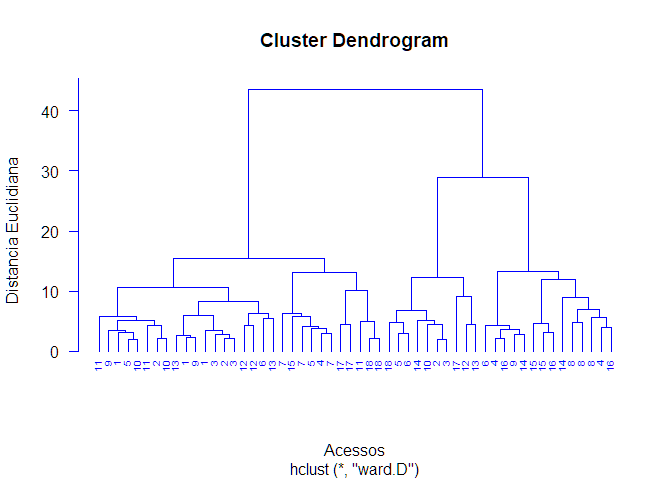 Cluster Dendrogram
Distancia Euclidiana
40
30
20
10
0
11 9 1 5 10 11 2 10 13 1 9 1 3 2 3 12 12 6 13 7 15 7 5 4 7 17 17 11 18 18 18 5 6 14 10 2 3 17 12 13 6 4 16 9 14 15 15 16 14 8 8 8 4 16
Acessos
hclust (*, "ward.D")